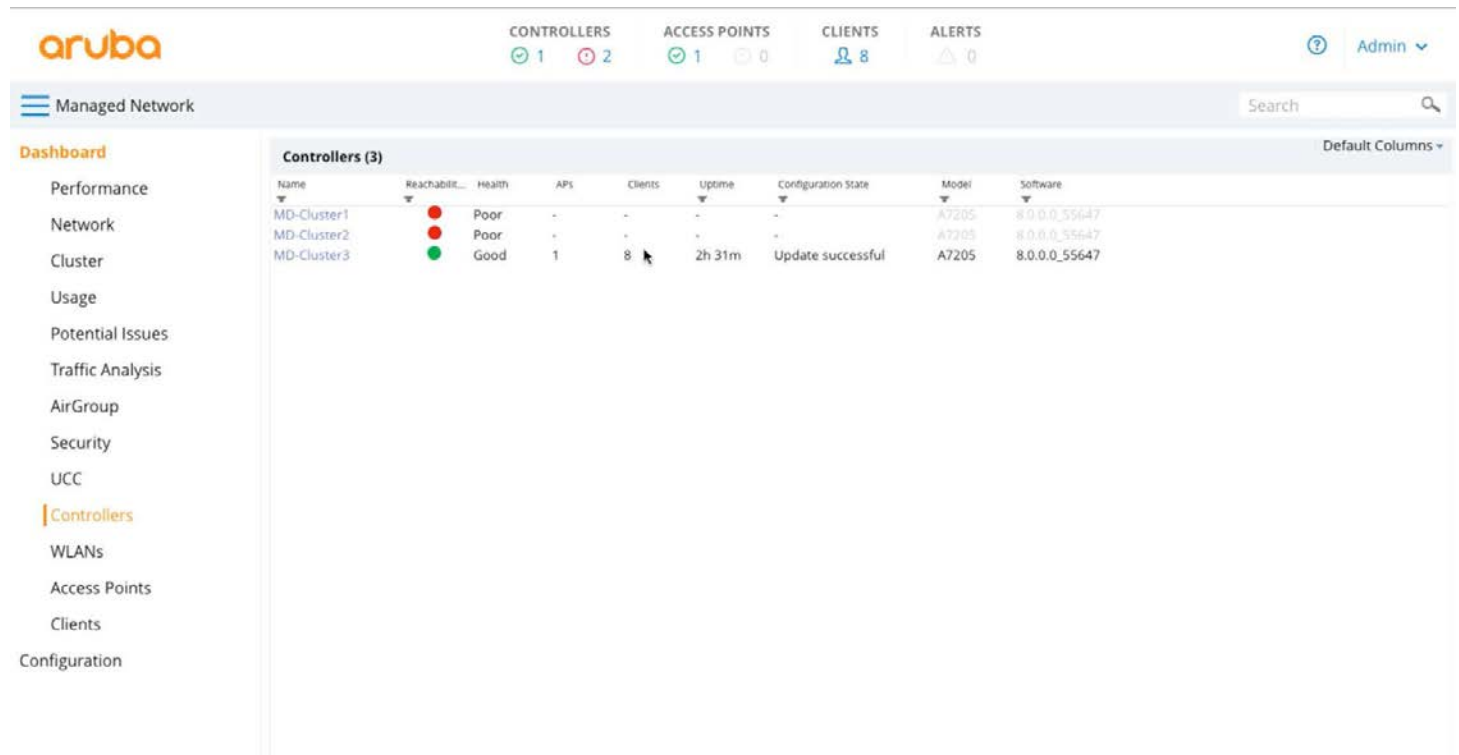 aruba
CONTROLLERS ACCESS POINTS CLIENTS ALERTS
1 2 1 0 8 0
Admin
Managed Network
Search
Default Columns
Dashboard
Performance
Network
Cluster
Usage
Potential Issues
Traffic Analysis
AirGroup
Security
UCC
Controllers
WLANs
Access Points
Clients
Configuration
Controllers (3)
Name Reachabilit... Health APs Clients Uptime Configuration State Model Software
MD-Cluster1 Poor - - - - A7205 8.0.0.0_55647
MD-Cluster2 Poor - - - - A7205 8.0.0.0_55647
MD-Cluster3 Good 1 8 2h 31m Update successful A7205 8.0.0.0_55647